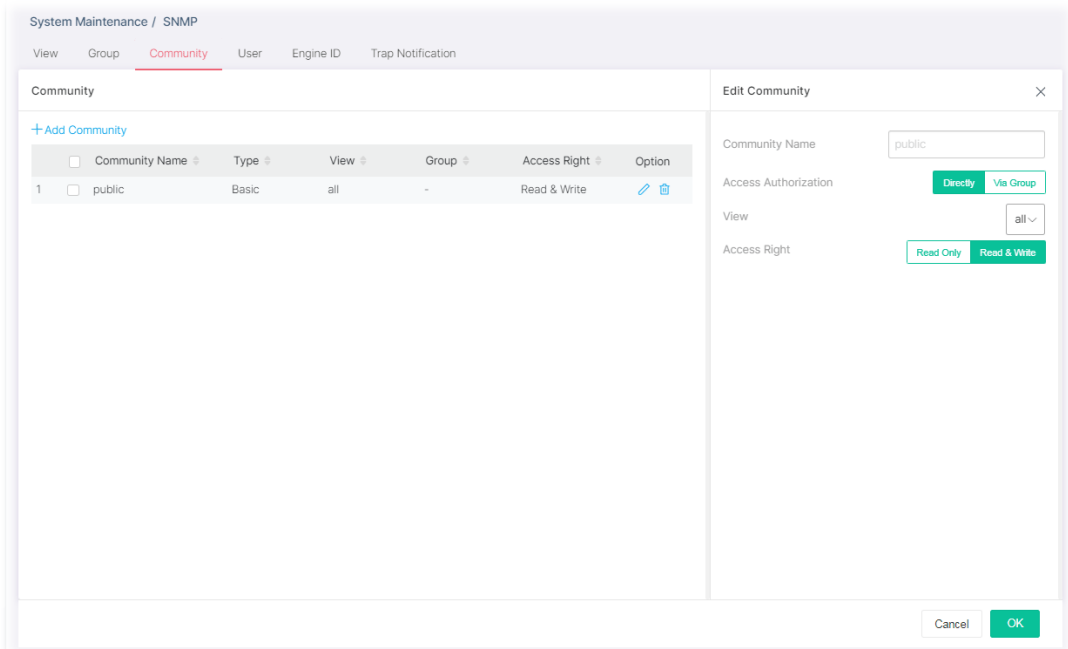 System Maintenance / SNMP
View Group Community User Engine ID Trap Notification
Community
+Add Community
Community Name Type View Group Access Right Option
1 public Basic all - Read & Write
Edit Community
Community Name public
Access Authorization Directly Via Group
View all
Access Right Read Only Read & Write
Cancel OK